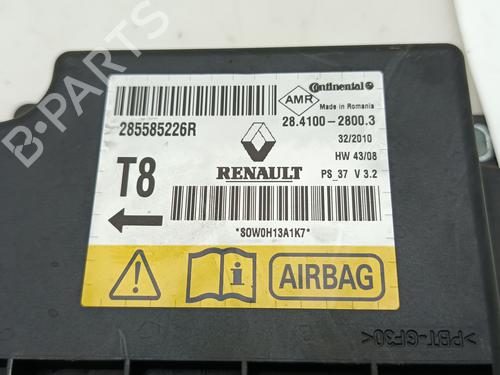 Continental
AMR
Made in Romania
285585226R
28.4100-2800.3
32/2010
T8
RENAULT
HW 43/08
PS_37 V 3.2
*S0W0H13A1K7*
AIRBAG
>PBT-GF30<
B-PARTS